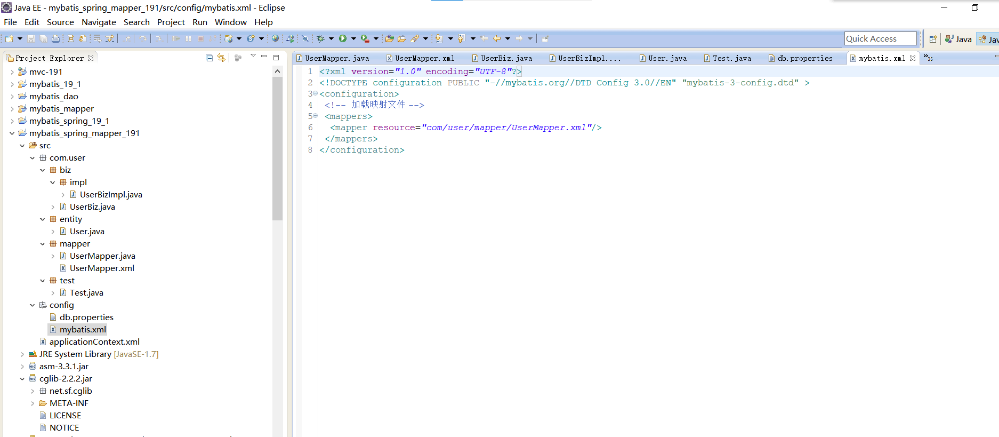 Java EE - mybatis_spring_mapper_191/src/config/mybatis.xml - Eclipse
File Edit Source Navigate Search Project Run Window Help
Quick Access
Java
Jav
Project Explorer
mvc-191
mybatis_19_1
mybatis_dao
mybatis_mapper
mybatis_spring_19_1
mybatis_spring_mapper_191
src
com.user
biz
impl
UserBizImpl.java
UserBiz.java
entity
User.java
mapper
UserMapper.java
UserMapper.xml
test
Test.java
config
db.properties
mybatis.xml
applicationContext.xml
JRE System Library [JavaSE-1.7]
asm-3.3.1.jar
cglib-2.2.2.jar
net.sf.cglib
META-INF
LICENSE
NOTICE
UserMapper.java UserMapper.xml UserBiz.java UserBizImpl.... User.java Test.java db.properties mybatis.xml »33
1 <?xml version="1.0" encoding="UTF-8"?>
2 <!DOCTYPE configuration PUBLIC "-//mybatis.org//DTD Config 3.0//EN" "mybatis-3-config.dtd" >
3 <configuration>
4 <!-- 加载映射文件 -->
5 <mappers>
6 <mapper resource="com/user/mapper/UserMapper.xml"/>
7 </mappers>
8 </configuration>